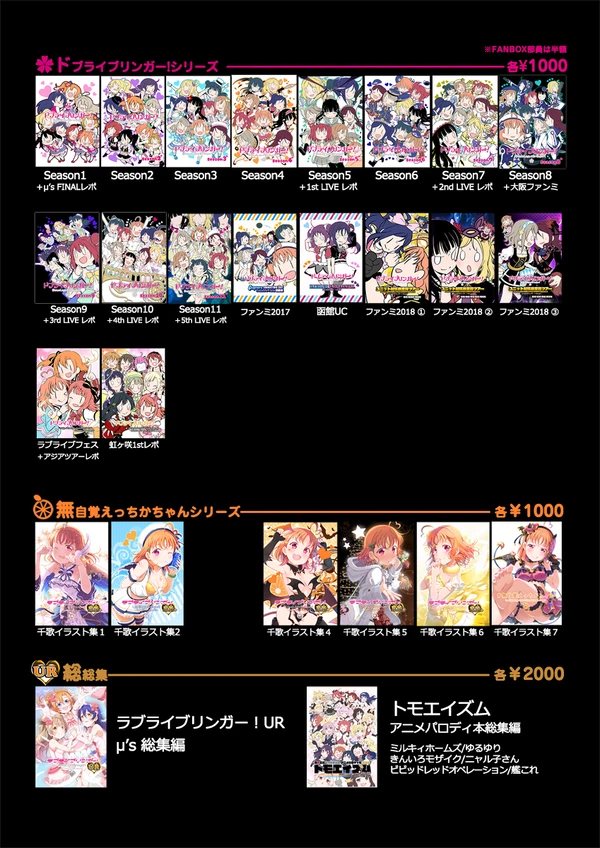 ※FANBOX部員は半額
ドブライブリンガー!シリーズ 各¥1000
Season1 Season2 Season3 Season4 Season5 Season6 Season7 Season8
+μ's FINALレポ +1st LIVE レポ +2nd LIVE レポ +大阪ファンミ
Season9 Season10 Season11 ファンミ2017 函館UC ファンミ2018 ① ファンミ2018 ② ファンミ2018 ③
+3rd LIVE レポ +4th LIVE レポ +5th LIVE レポ
ラブライブフェス 虹ヶ咲1stレポ
+アジアツアーレポ
無自覚えっちかちゃんシリーズ 各¥1000
千歌イラスト集1 千歌イラスト集2 千歌イラスト集4 千歌イラスト集5 千歌イラスト集6 千歌イラスト集7
UR 総総集 各¥2000
ラブライブリンガー！UR
μ's 総集編
トモエイズム
アニメパロディ本総集編
ミルキィホームズ/ゆるゆり
きんいろモザイク/ニャル子さん
ビビッドレッドオペレーション/艦これ
トモエイズム